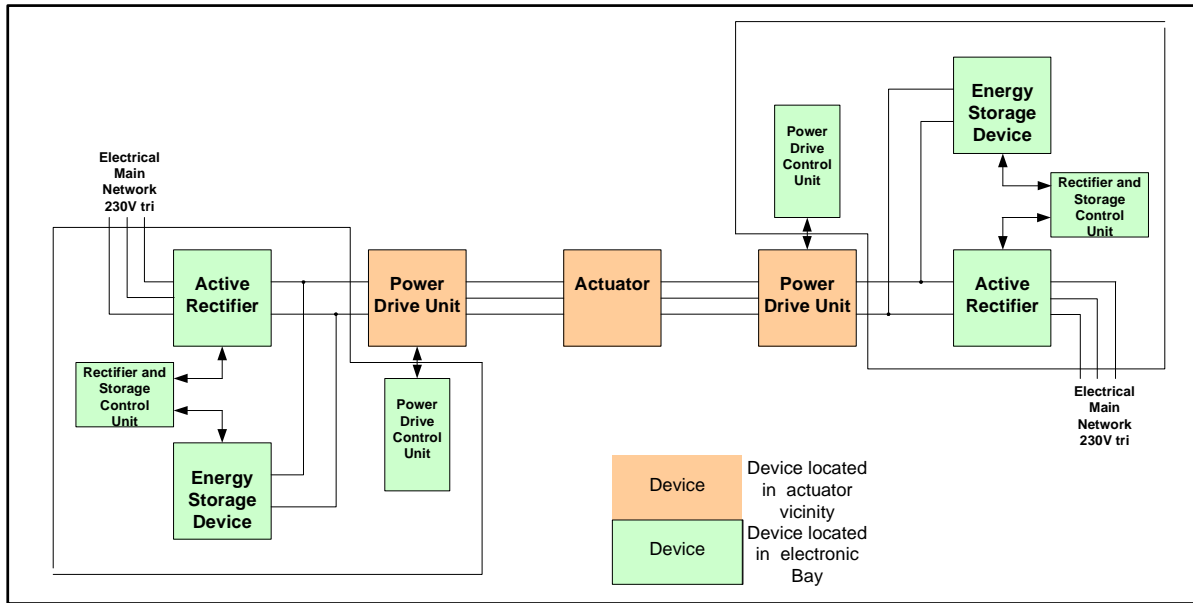 Electrical
Main
Network
230V tri
Active
Rectifier
Rectifier and
Storage
Control
Unit
Energy
Storage
Device
Power
Drive Unit
Power
Drive
Control
Unit
Actuator
Power
Drive
Control
Unit
Power
Drive Unit
Energy
Storage
Device
Rectifier and
Storage
Control
Unit
Active
Rectifier
Electrical
Main
Network
230V tri
Device
Device located
in actuator
vicinity
Device
Device located
in electronic
Bay